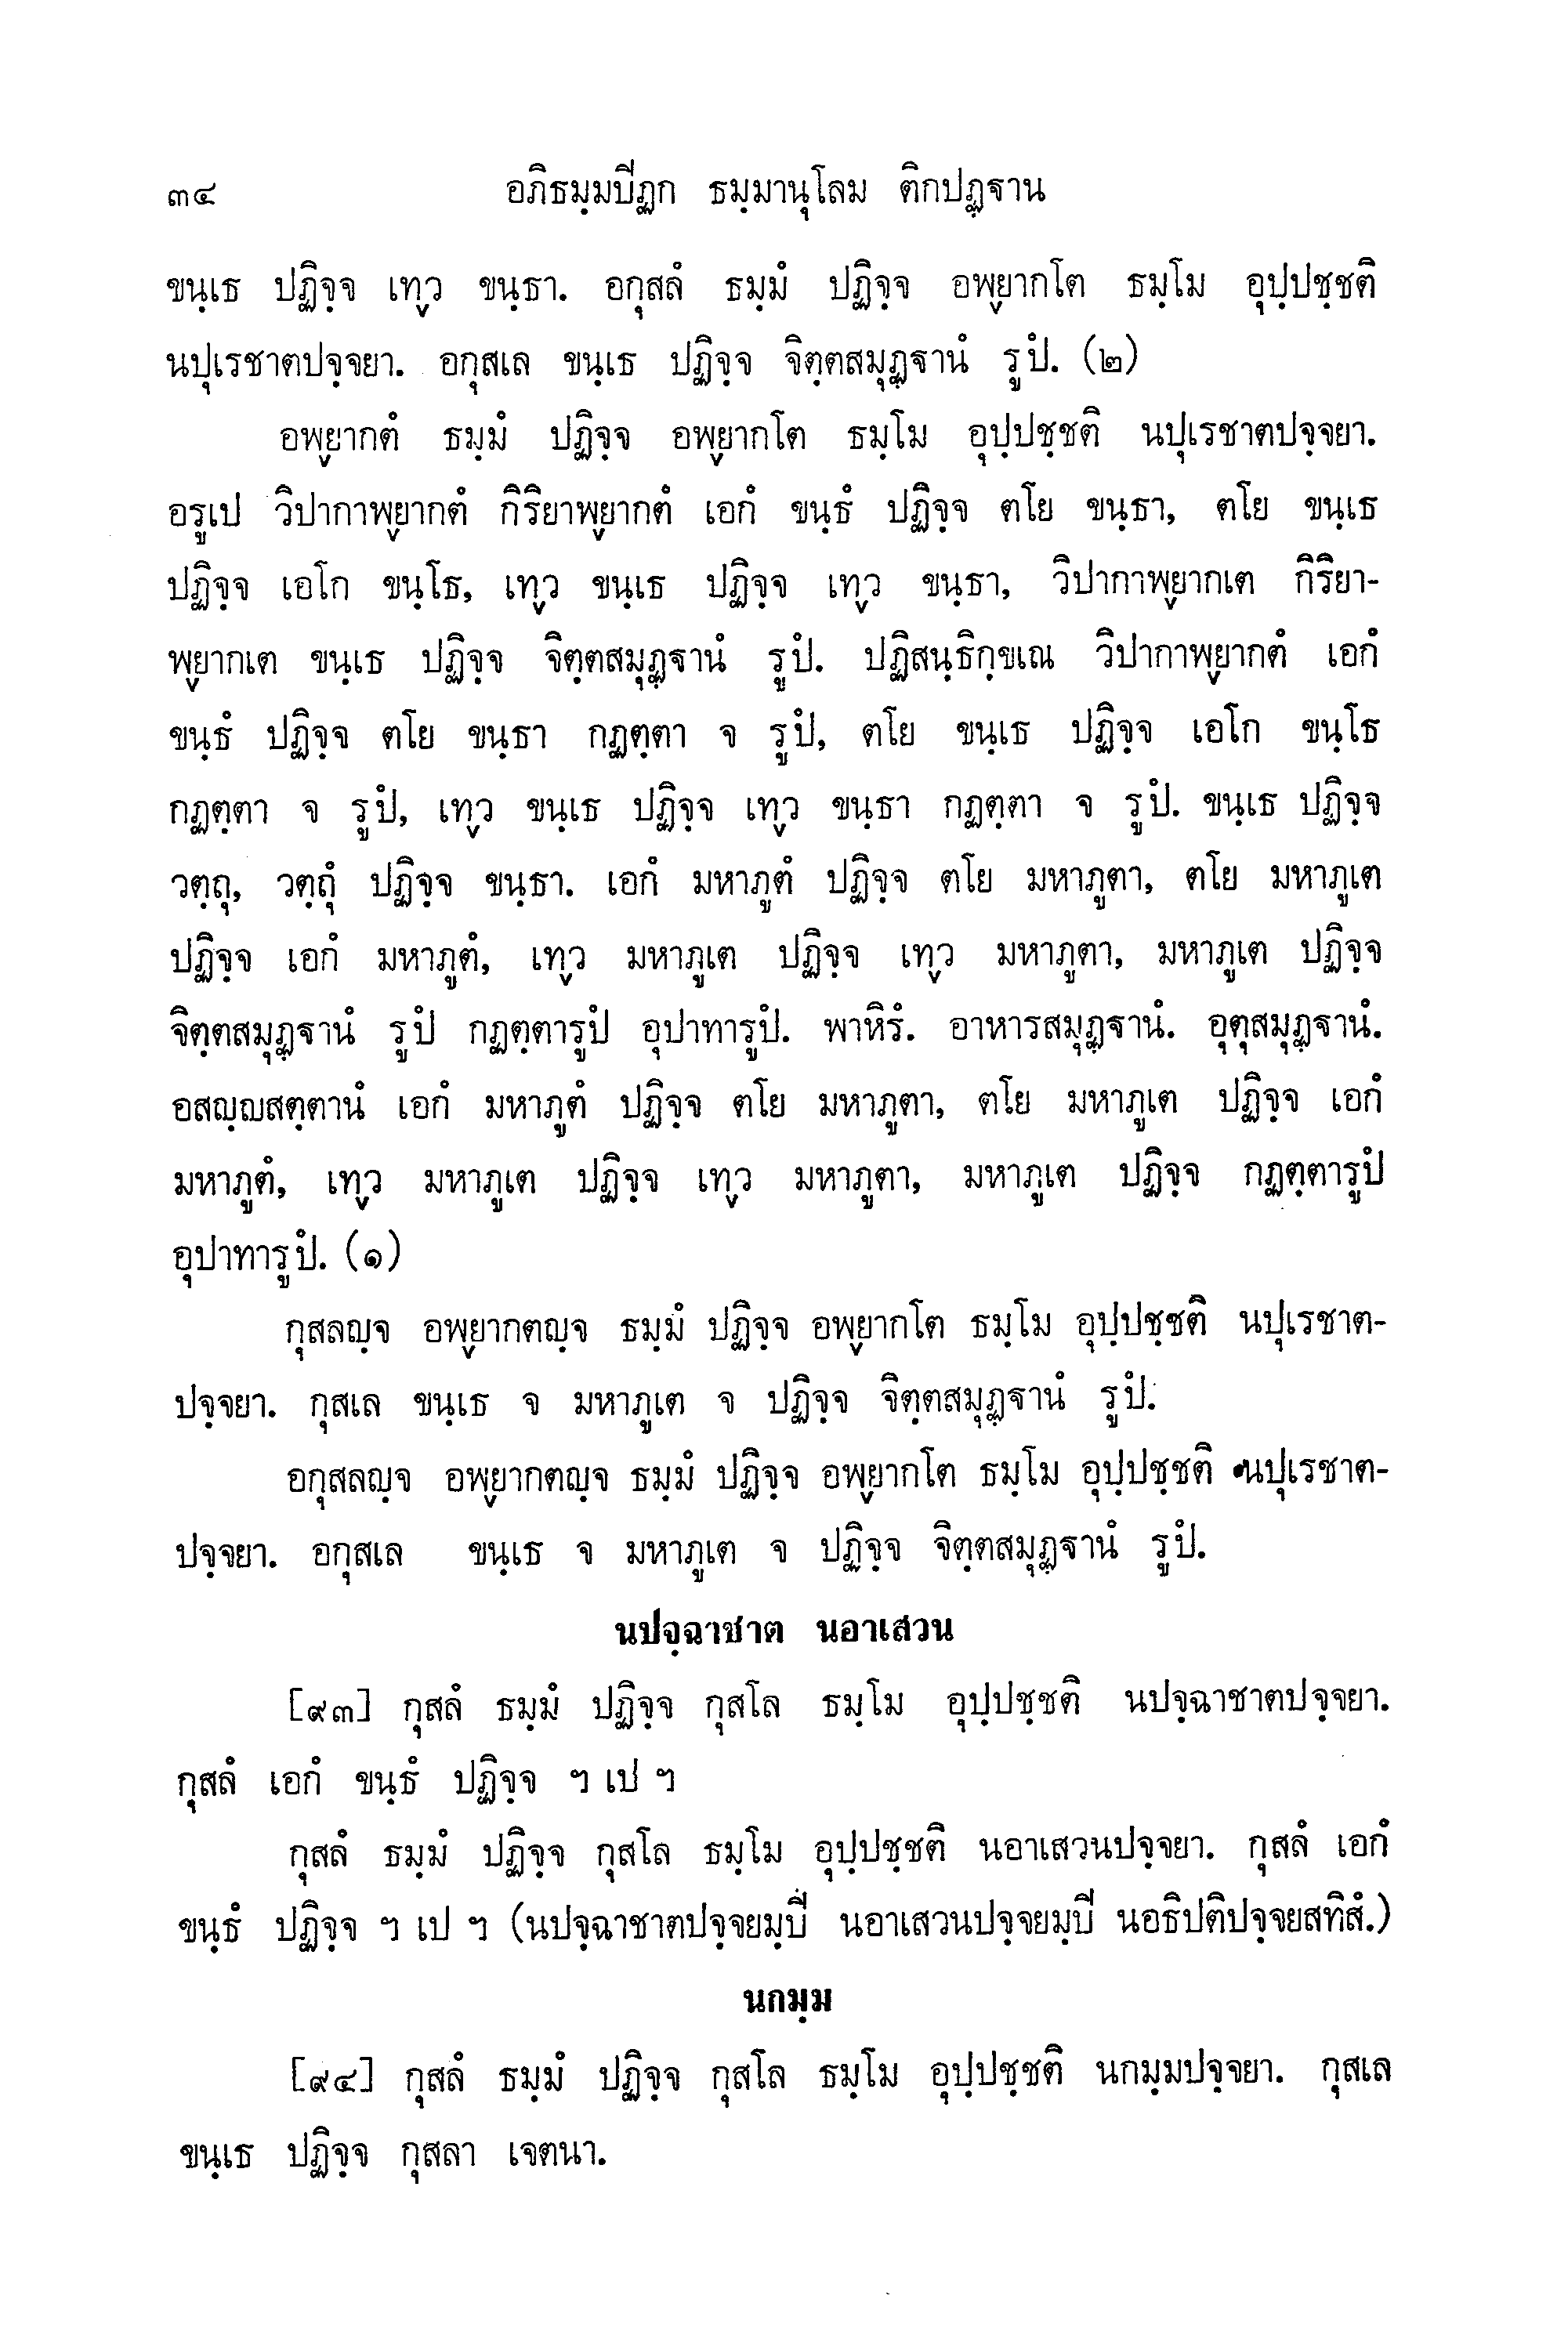 ๓๔ อภิธมฺมปีฏก ธมฺมานุโลม ติกปฏฺฐาน
ขนฺเธ ปฏิจฺจ เทฺว ขนฺธา. อกุสลํ ธมฺมํ ปฏิจฺจ อพฺยากโต ธมฺโม อุปฺปชฺชติ
นปุเรชาตปจฺจยา. อกุสเล ขนฺเธ ปฏิจฺจ จิตฺตสมุฏฺฐานํ รูปํ. (๒)
อพฺยากตํ ธมฺมํ ปฏิจฺจ อพฺยากโต ธมฺโม อุปฺปชฺชติ นปุเรชาตปจฺจยา.
อรูเป วิปากาพฺยากตํ กิริยาพฺยากตํ เอกํ ขนฺธํ ปฏิจฺจ ตโย ขนฺธา, ตโย ขนฺเธ
ปฏิจฺจ เอโก ขนฺโธ, เทฺว ขนฺเธ ปฏิจฺจ เทฺว ขนฺธา, วิปากาพฺยากเต กิริยา-
พฺยากเต ขนฺเธ ปฏิจฺจ จิตฺตสมุฏฺฐานํ รูปํ. ปฏิสนฺธิกฺขเณ วิปากาพฺยากตํ เอกํ
ขนฺธํ ปฏิจฺจ ตโย ขนฺธา กฏตฺตา จ รูปํ, ตโย ขนฺเธ ปฏิจฺจ เอโก ขนฺโธ
กฏตฺตา จ รูปํ, เทฺว ขนฺเธ ปฏิจฺจ เทฺว ขนฺธา กฏตฺตา จ รูปํ. ขนฺเธ ปฏิจฺจ
วตฺถุ, วตฺถุํ ปฏิจฺจ ขนฺธา. เอกํ มหาภูตํ ปฏิจฺจ ตโย มหาภูตา, ตโย มหาภูเต
ปฏิจฺจ เอกํ มหาภูตํ, เทฺว มหาภูเต ปฏิจฺจ เทฺว มหาภูตา, มหาภูเต ปฏิจฺจ
จิตฺตสมุฏฺฐานํ รูปํ กฏตฺตารูปํ อุปาทารูปํ. พาหิรํ. อาหารสมุฏฺฐานํ. อุตุสมุฏฺฐานํ.
อสญฺญสตฺตานํ เอกํ มหาภูตํ ปฏิจฺจ ตโย มหาภูตา, ตโย มหาภูเต ปฏิจฺจ เอกํ
มหาภูตํ, เทฺว มหาภูเต ปฏิจฺจ เทฺว มหาภูตา, มหาภูเต ปฏิจฺจ กฏตฺตารูปํ
อุปาทารูปํ. (๑)
กุสลญฺจ อพฺยากตญฺจ ธมฺมํ ปฏิจฺจ อพฺยากโต ธมฺโม อุปฺปชฺชติ นปุเรชาต-
ปจฺจยา. กุสเล ขนฺเธ จ มหาภูเต จ ปฏิจฺจ จิตฺตสมุฏฺฐานํ รูปํ.
อกุสลญฺจ อพฺยากตญฺจ ธมฺมํ ปฏิจฺจ อพฺยากโต ธมฺโม อุปฺปชฺชติ นปุเรชาต-
ปจฺจยา. อกุสเล ขนฺเธ จ มหาภูเต จ ปฏิจฺจ จิตฺตสมุฏฺฐานํ รูปํ.
นปจฺฉาชาต นอาเสวน
[๙๓] กุสลํ ธมฺมํ ปฏิจฺจ กุสโล ธมฺโม อุปฺปชฺชติ นปจฺฉาชาตปจฺจยา.
กุสลํ เอกํ ขนฺธํ ปฏิจฺจ ฯ เป ฯ
กุสลํ ธมฺมํ ปฏิจฺจ กุสโล ธมฺโม อุปฺปชฺชติ นอาเสวนปจฺจยา. กุสลํ เอกํ
ขนฺธํ ปฏิจฺจ ฯ เป ฯ (นปจฺฉาชาตปจฺจยมฺปี นอาเสวนปจฺจยมฺปี นอธิปติปจฺจยสทิสํ.)
นกมฺม
[๙๔] กุสลํ ธมฺมํ ปฏิจฺจ กุสโล ธมฺโม อุปฺปชฺชติ นกมฺมปจฺจยา. กุสเล
ขนฺเธ ปฏิจฺจ กุสลา เจตนา.